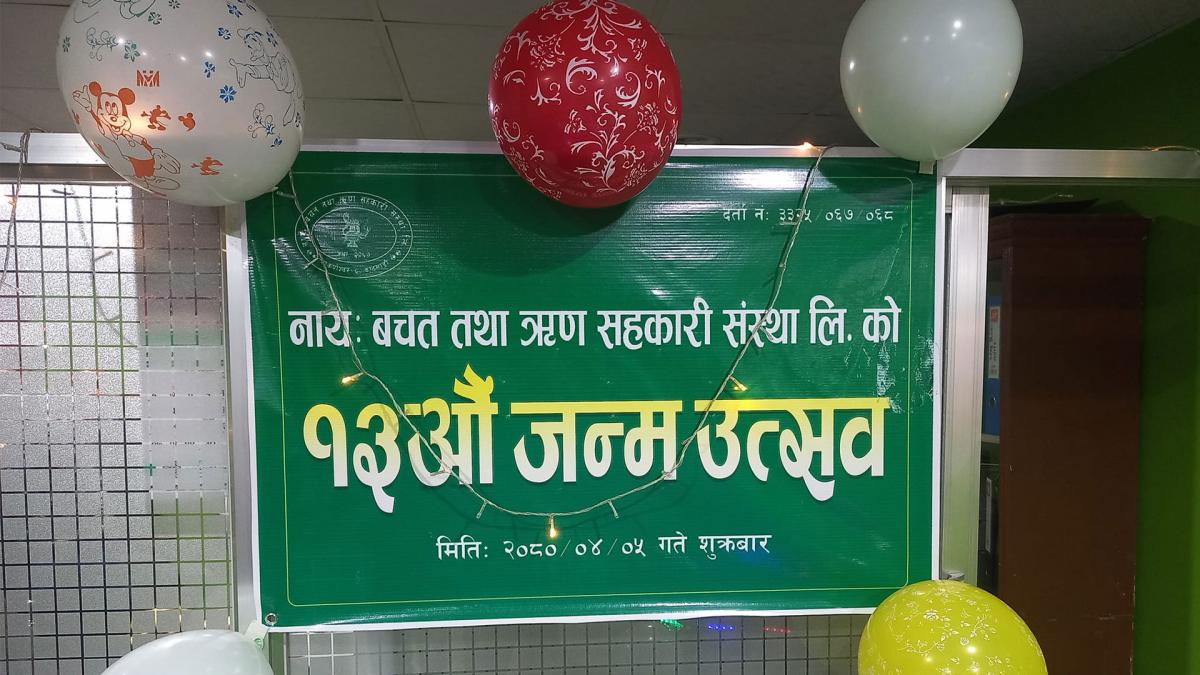 दर्ता नं: ३३२५/०६७/०६८
नायः बचत तथा ऋण सहकारी संस्था लि. को
१३औं जन्म उत्सव
मितिः २०८०/०४/०५ गते शुक्रबार